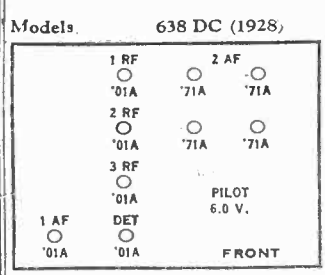 Models. 638 DC (1928)
1 RF 2 AF
'01A '71A '71A
2 RF
'01A '71A '71A
3 RF
'01A
PILOT
6.0 V.
1 AF DET
'01A '01A
FRONT